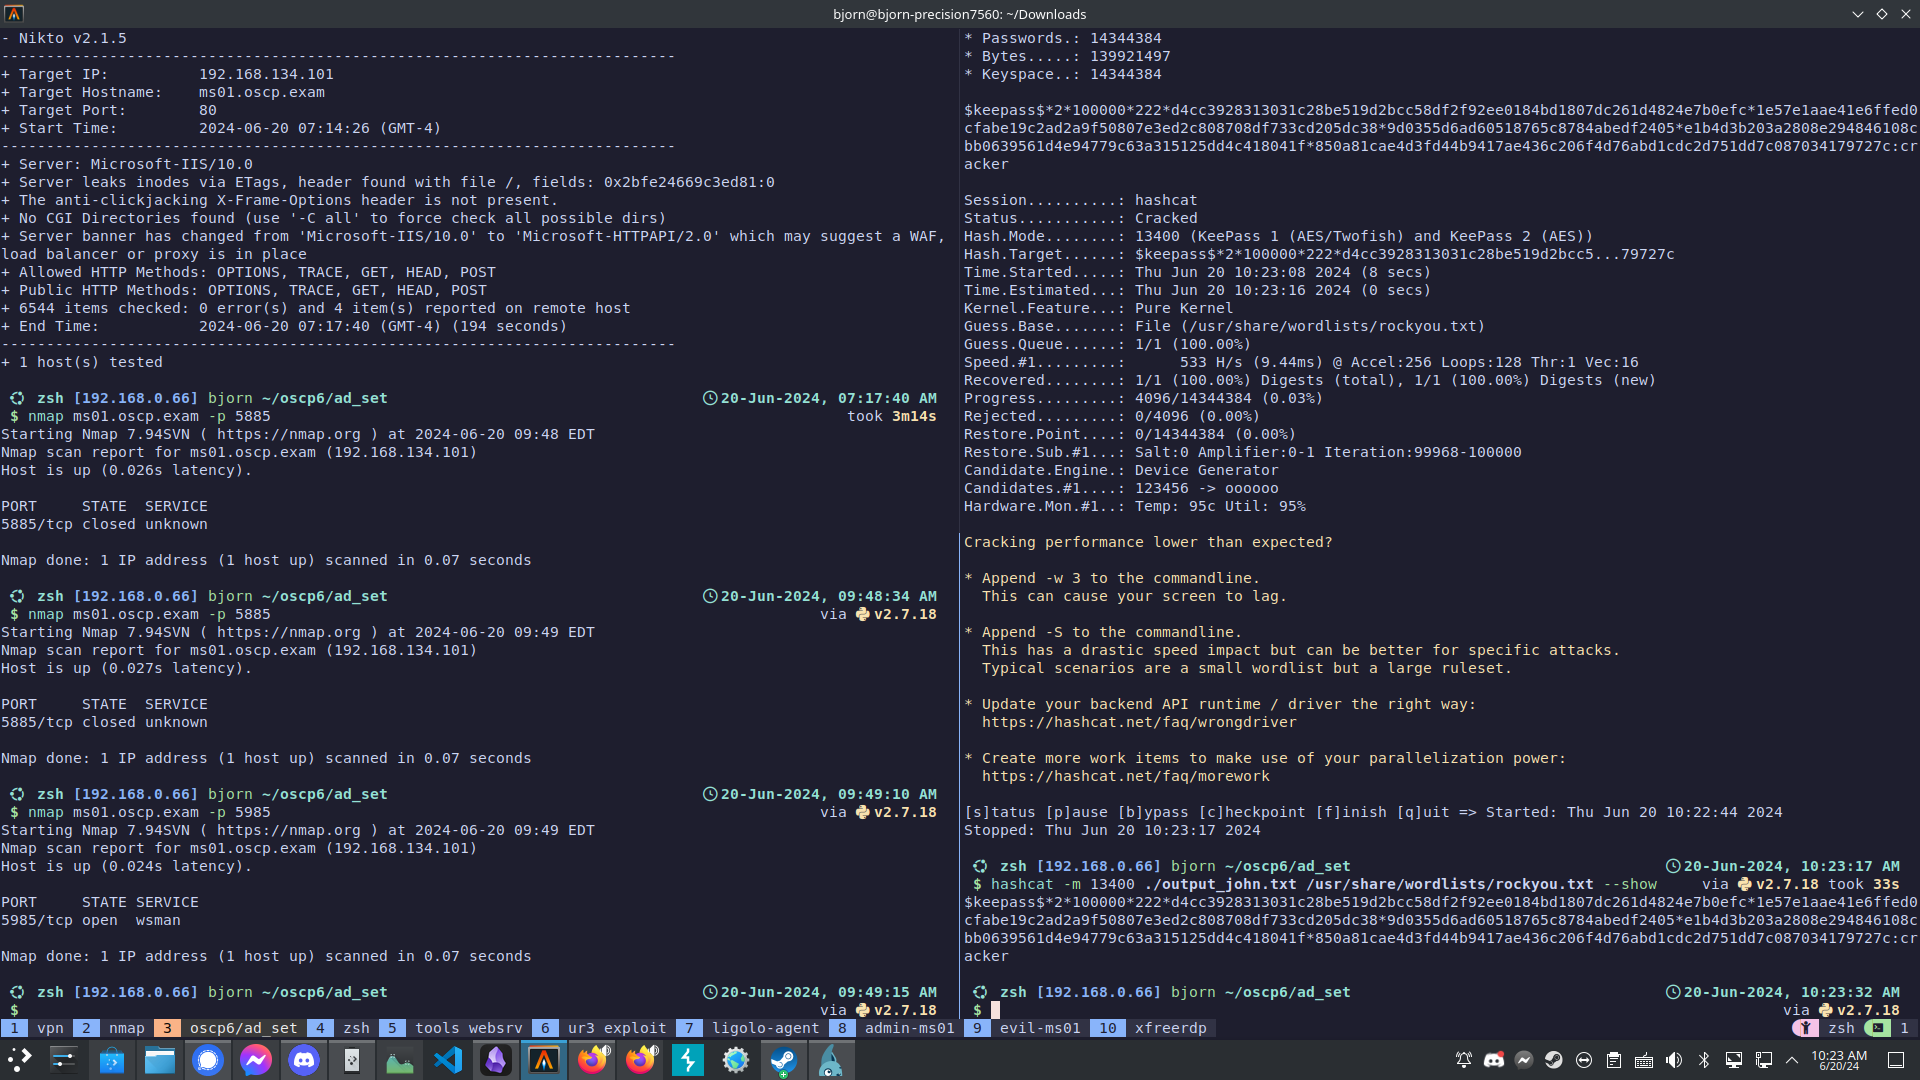 bjorn@bjorn-precision7560: ~/Downloads
- Nikto v2.1.5
---------------------------------------------------------------------------
+ Target IP:          192.168.134.101
+ Target Hostname:    ms01.oscp.exam
+ Target Port:        80
+ Start Time:         2024-06-20 07:14:26 (GMT-4)
---------------------------------------------------------------------------
+ Server: Microsoft-IIS/10.0
+ Server leaks inodes via ETags, header found with file /, fields: 0x2bfe24669c3ed81:0
+ The anti-clickjacking X-Frame-Options header is not present.
+ No CGI Directories found (use '-C all' to force check all possible dirs)
+ Server banner has changed from 'Microsoft-IIS/10.0' to 'Microsoft-HTTPAPI/2.0' which may suggest a WAF,
load balancer or proxy is in place
+ Allowed HTTP Methods: OPTIONS, TRACE, GET, HEAD, POST
+ Public HTTP Methods: OPTIONS, TRACE, GET, HEAD, POST
+ 6544 items checked: 0 error(s) and 4 item(s) reported on remote host
+ End Time:           2024-06-20 07:17:40 (GMT-4) (194 seconds)
---------------------------------------------------------------------------
+ 1 host(s) tested
zsh [192.168.0.66] bjorn ~/oscp6/ad_set 20-Jun-2024, 07:17:40 AM
$ nmap ms01.oscp.exam -p 5885 took 3m14s
Starting Nmap 7.94SVN ( https://nmap.org ) at 2024-06-20 09:48 EDT
Nmap scan report for ms01.oscp.exam (192.168.134.101)
Host is up (0.026s latency).
PORT     STATE  SERVICE
5885/tcp closed unknown
Nmap done: 1 IP address (1 host up) scanned in 0.07 seconds
zsh [192.168.0.66] bjorn ~/oscp6/ad_set 20-Jun-2024, 09:48:34 AM
$ nmap ms01.oscp.exam -p 5885 via v2.7.18
Starting Nmap 7.94SVN ( https://nmap.org ) at 2024-06-20 09:49 EDT
Nmap scan report for ms01.oscp.exam (192.168.134.101)
Host is up (0.027s latency).
PORT     STATE  SERVICE
5885/tcp closed unknown
Nmap done: 1 IP address (1 host up) scanned in 0.07 seconds
zsh [192.168.0.66] bjorn ~/oscp6/ad_set 20-Jun-2024, 09:49:10 AM
$ nmap ms01.oscp.exam -p 5985 via v2.7.18
Starting Nmap 7.94SVN ( https://nmap.org ) at 2024-06-20 09:49 EDT
Nmap scan report for ms01.oscp.exam (192.168.134.101)
Host is up (0.024s latency).
PORT     STATE SERVICE
5985/tcp open  wsman
Nmap done: 1 IP address (1 host up) scanned in 0.07 seconds
zsh [192.168.0.66] bjorn ~/oscp6/ad_set 20-Jun-2024, 09:49:15 AM
$ via v2.7.18
* Passwords.: 14344384
* Bytes.....: 139921497
* Keyspace..: 14344384
$keepass$*2*100000*222*d4cc3928313031c28be519d2bcc58df2f92ee0184bd1807dc261d4824e7b0efc*1e57e1aae41e6ffed0
cfabe19c2ad2a9f50807e3ed2c808708df733cd205dc38*9d0355d6ad60518765c8784abedf2405*e1b4d3b203a2808e294846108c
bb0639561d4e94779c63a315125dd4c418041f*850a81cae4d3fd44b9417ae436c206f4d76abd1cdc2d751dd7c087034179727c:cr
acker
Session..........: hashcat
Status...........: Cracked
Hash.Mode........: 13400 (KeePass 1 (AES/Twofish) and KeePass 2 (AES))
Hash.Target......: $keepass$*2*100000*222*d4cc3928313031c28be519d2bcc5...79727c
Time.Started.....: Thu Jun 20 10:23:08 2024 (8 secs)
Time.Estimated...: Thu Jun 20 10:23:16 2024 (0 secs)
Kernel.Feature...: Pure Kernel
Guess.Base.......: File (/usr/share/wordlists/rockyou.txt)
Guess.Queue......: 1/1 (100.00%)
Speed.#1.........:      533 H/s (9.44ms) @ Accel:256 Loops:128 Thr:1 Vec:16
Recovered........: 1/1 (100.00%) Digests (total), 1/1 (100.00%) Digests (new)
Progress.........: 4096/14344384 (0.03%)
Rejected.........: 0/4096 (0.00%)
Restore.Point....: 0/14344384 (0.00%)
Restore.Sub.#1...: Salt:0 Amplifier:0-1 Iteration:99968-100000
Candidate.Engine.: Device Generator
Candidates.#1....: 123456 -> oooooo
Hardware.Mon.#1..: Temp: 95c Util: 95%
Cracking performance lower than expected?
* Append -w 3 to the commandline.
This can cause your screen to lag.
* Append -S to the commandline.
This has a drastic speed impact but can be better for specific attacks.
Typical scenarios are a small wordlist but a large ruleset.
* Update your backend API runtime / driver the right way:
https://hashcat.net/faq/wrongdriver
* Create more work items to make use of your parallelization power:
https://hashcat.net/faq/morework
[s]tatus [p]ause [b]ypass [c]heckpoint [f]inish [q]uit => Started: Thu Jun 20 10:22:44 2024
Stopped: Thu Jun 20 10:23:17 2024
zsh [192.168.0.66] bjorn ~/oscp6/ad_set 20-Jun-2024, 10:23:17 AM
$ hashcat -m 13400 ./output_john.txt /usr/share/wordlists/rockyou.txt --show via v2.7.18 took 33s
$keepass$*2*100000*222*d4cc3928313031c28be519d2bcc58df2f92ee0184bd1807dc261d4824e7b0efc*1e57e1aae41e6ffed0
cfabe19c2ad2a9f50807e3ed2c808708df733cd205dc38*9d0355d6ad60518765c8784abedf2405*e1b4d3b203a2808e294846108c
bb0639561d4e94779c63a315125dd4c418041f*850a81cae4d3fd44b9417ae436c206f4d76abd1cdc2d751dd7c087034179727c:cr
acker
zsh [192.168.0.66] bjorn ~/oscp6/ad_set 20-Jun-2024, 10:23:32 AM
$ via v2.7.18
1 vpn 2 nmap 3 oscp6/ad_set 4 zsh 5 tools websrv 6 ur3 exploit 7 ligolo-agent 8 admin-ms01 9 evil-ms01 10 xfreerdp zsh 1
10:23 AM
6/20/24